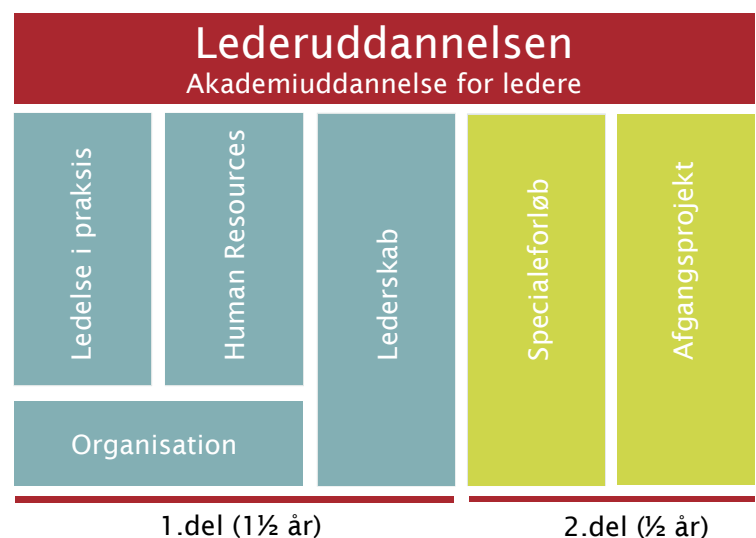 Lederuddannelsen
Akademiuddannelse for ledere
Ledelse i praksis
Human Resources
Lederskab
Specialeforløb
Afgangsprojekt
Organisation
1.del (1½ år)
2.del (½ år)